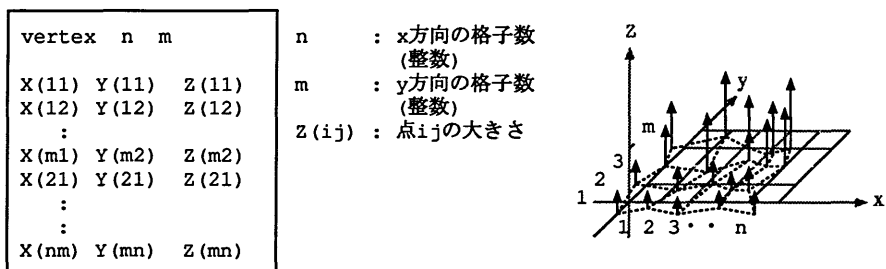 vertex n m
X(11) Y(11) Z(11)
X(12) Y(12) Z(12)
:
X(m1) Y(m2) Z(m2)
X(21) Y(21) Z(21)
:
:
X(nm) Y(mn) Z(mn)
n : x方向の格子数
(整数)
m : y方向の格子数
(整数)
Z(ij) : 点ijの大きさ
Z
y
m
3
2
1
x
1 2 3 ・・ n